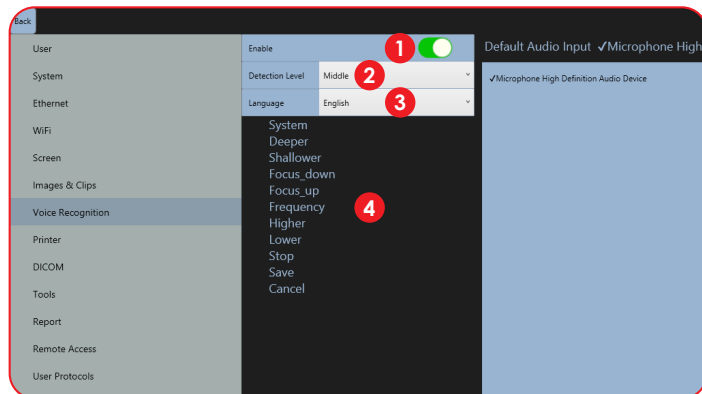 Back
User
System
Ethernet
WiFi
Screen
Images & Clips
Voice Recognition
Printer
DICOM
Tools
Report
Remote Access
User Protocols
Enable 1
Detection Level Middle 2
Language English 3
System
Deeper
Shallower
Focus_down
Focus_up
Frequency 4
Higher
Lower
Stop
Save
Cancel
Default Audio Input ✓Microphone High
✓Microphone High Definition Audio Device